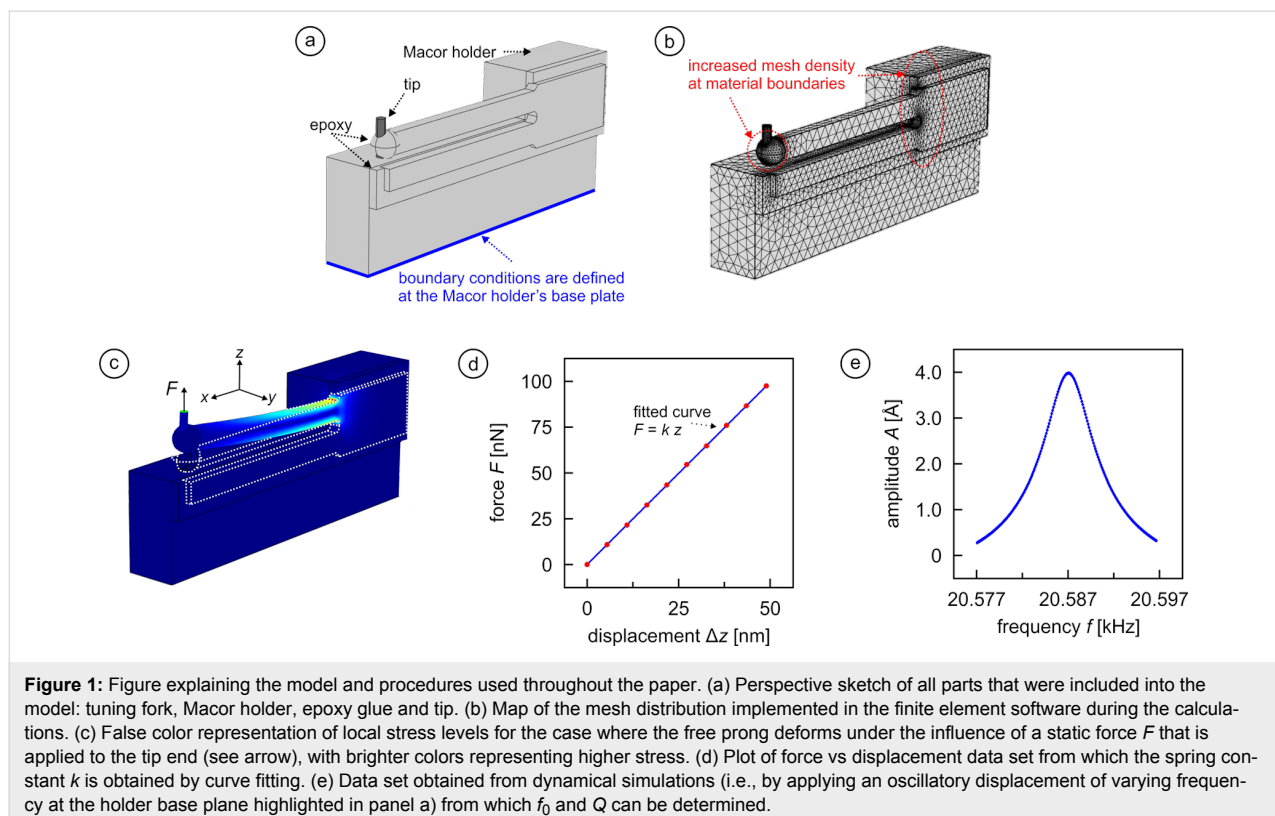 a
Macor holder
tip
epoxy
boundary conditions are defined
at the Macor holder's base plate
b
increased mesh density
at material boundaries
c
F
z
x
y
d
100
75
50
25
0
force F [nN]
fitted curve
F = k z
0
25
50
displacement Δz [nm]
e
4.0
3.0
2.0
1.0
0
amplitude A [Å]
20.577
20.587
20.597
frequency f [kHz]
Figure 1: Figure explaining the model and procedures used throughout the paper. (a) Perspective sketch of all parts that were included into the
model: tuning fork, Macor holder, epoxy glue and tip. (b) Map of the mesh distribution implemented in the finite element software during the calcula-
tions. (c) False color representation of local stress levels for the case where the free prong deforms under the influence of a static force F that is
applied to the tip end (see arrow), with brighter colors representing higher stress. (d) Plot of force vs displacement data set from which the spring con-
stant k is obtained by curve fitting. (e) Data set obtained from dynamical simulations (i.e., by applying an oscillatory displacement of varying frequen-
cy at the holder base plane highlighted in panel a) from which f0 and Q can be determined.